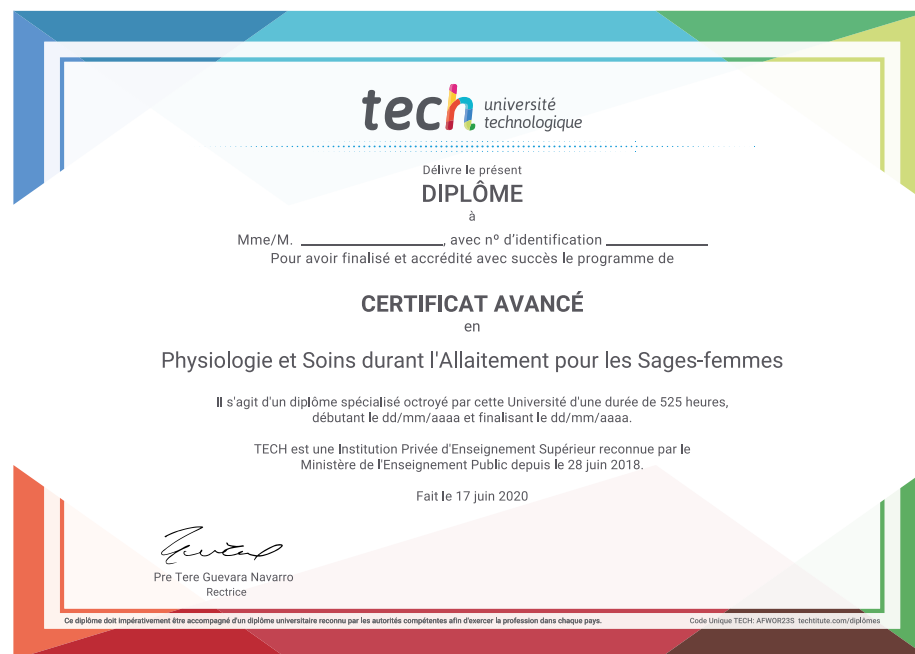 tech université
technologique
Délivre le présent
DIPLÔME
à
Mme/M. ____________________, avec nº d'identification ______________
Pour avoir finalisé et accrédité avec succès le programme de
CERTIFICAT AVANCÉ
en
Physiologie et Soins durant l'Allaitement pour les Sages-femmes
Il s'agit d'un diplôme spécialisé octroyé par cette Université d'une durée de 525 heures,
débutant le dd/mm/aaaa et finalisant le dd/mm/aaaa.
TECH est une Institution Privée d'Enseignement Supérieur reconnue par le
Ministère de l'Enseignement Public depuis le 28 juin 2018.
Fait le 17 juin 2020
Pre Tere Guevara Navarro
Rectrice
Ce diplôme doit impérativement être accompagné d'un diplôme universitaire reconnu par les autorités compétentes afin d'exercer la profession dans chaque pays.
Code Unique TECH: AFWOR23S techtitute.com/diplômes